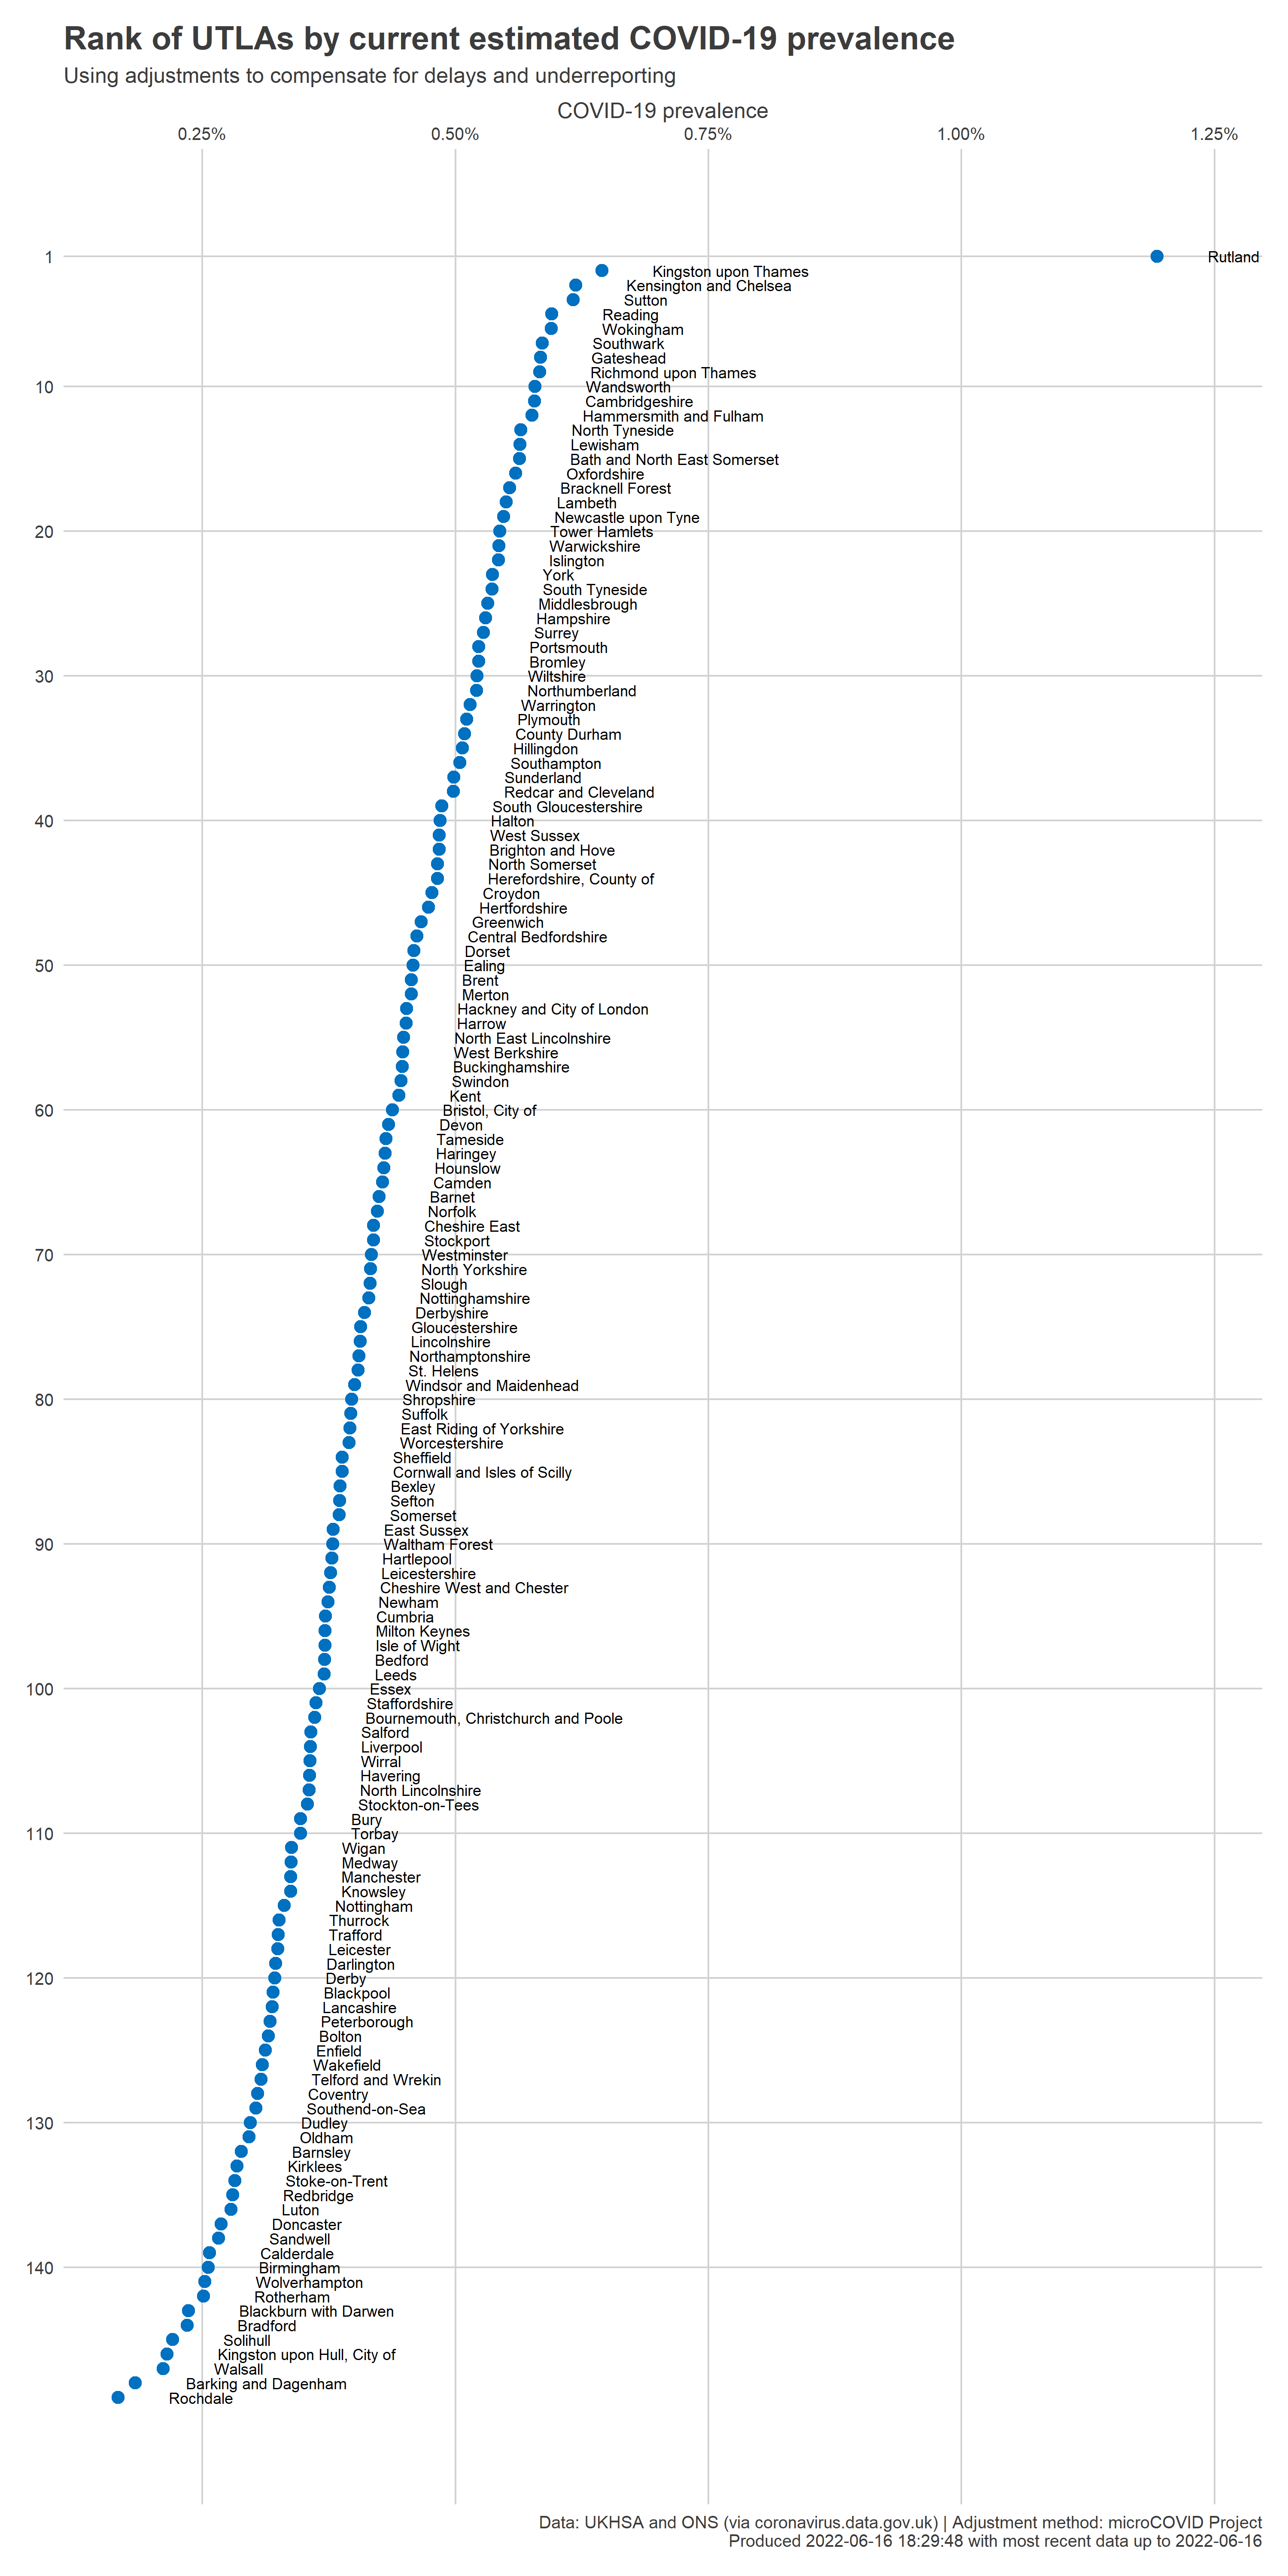 Rank of UTLAs by current estimated COVID-19 prevalence
Using adjustments to compensate for delays and underreporting
COVID-19 prevalence
0.25% 0.50% 0.75% 1.00% 1.25%
1 Rutland
Kingston upon Thames
Kensington and Chelsea
Sutton
Reading
Wokingham
Southwark
Gateshead
Richmond upon Thames
10 Wandsworth
Cambridgeshire
Hammersmith and Fulham
North Tyneside
Lewisham
Bath and North East Somerset
Oxfordshire
Bracknell Forest
Lambeth
Newcastle upon Tyne
20 Tower Hamlets
Warwickshire
Islington
York
South Tyneside
Middlesbrough
Hampshire
Surrey
Portsmouth
Bromley
30 Wiltshire
Northumberland
Warrington
Plymouth
County Durham
Hillingdon
Southampton
Sunderland
Redcar and Cleveland
South Gloucestershire
40 Halton
West Sussex
Brighton and Hove
North Somerset
Herefordshire, County of
Croydon
Hertfordshire
Greenwich
Central Bedfordshire
Dorset
50 Ealing
Brent
Merton
Hackney and City of London
Harrow
North East Lincolnshire
West Berkshire
Buckinghamshire
Swindon
Kent
60 Bristol, City of
Devon
Tameside
Haringey
Hounslow
Camden
Barnet
Norfolk
Cheshire East
Stockport
70 Westminster
North Yorkshire
Slough
Nottinghamshire
Derbyshire
Gloucestershire
Lincolnshire
Northamptonshire
St. Helens
Windsor and Maidenhead
80 Shropshire
Suffolk
East Riding of Yorkshire
Worcestershire
Sheffield
Cornwall and Isles of Scilly
Bexley
Sefton
Somerset
East Sussex
90 Waltham Forest
Hartlepool
Leicestershire
Cheshire West and Chester
Newham
Cumbria
Milton Keynes
Isle of Wight
Bedford
Leeds
100 Essex
Staffordshire
Bournemouth, Christchurch and Poole
Salford
Liverpool
Wirral
Havering
North Lincolnshire
Stockton-on-Tees
Bury
110 Torbay
Wigan
Medway
Manchester
Knowsley
Nottingham
Thurrock
Trafford
Leicester
Darlington
120 Derby
Blackpool
Lancashire
Peterborough
Bolton
Enfield
Wakefield
Telford and Wrekin
Coventry
Southend-on-Sea
130 Dudley
Oldham
Barnsley
Kirklees
Stoke-on-Trent
Redbridge
Luton
Doncaster
Sandwell
Calderdale
140 Birmingham
Wolverhampton
Rotherham
Blackburn with Darwen
Bradford
Solihull
Kingston upon Hull, City of
Walsall
Barking and Dagenham
Rochdale
Data: UKHSA and ONS (via coronavirus.data.gov.uk) | Adjustment method: microCOVID Project
Produced 2022-06-16 18:29:48 with most recent data up to 2022-06-16